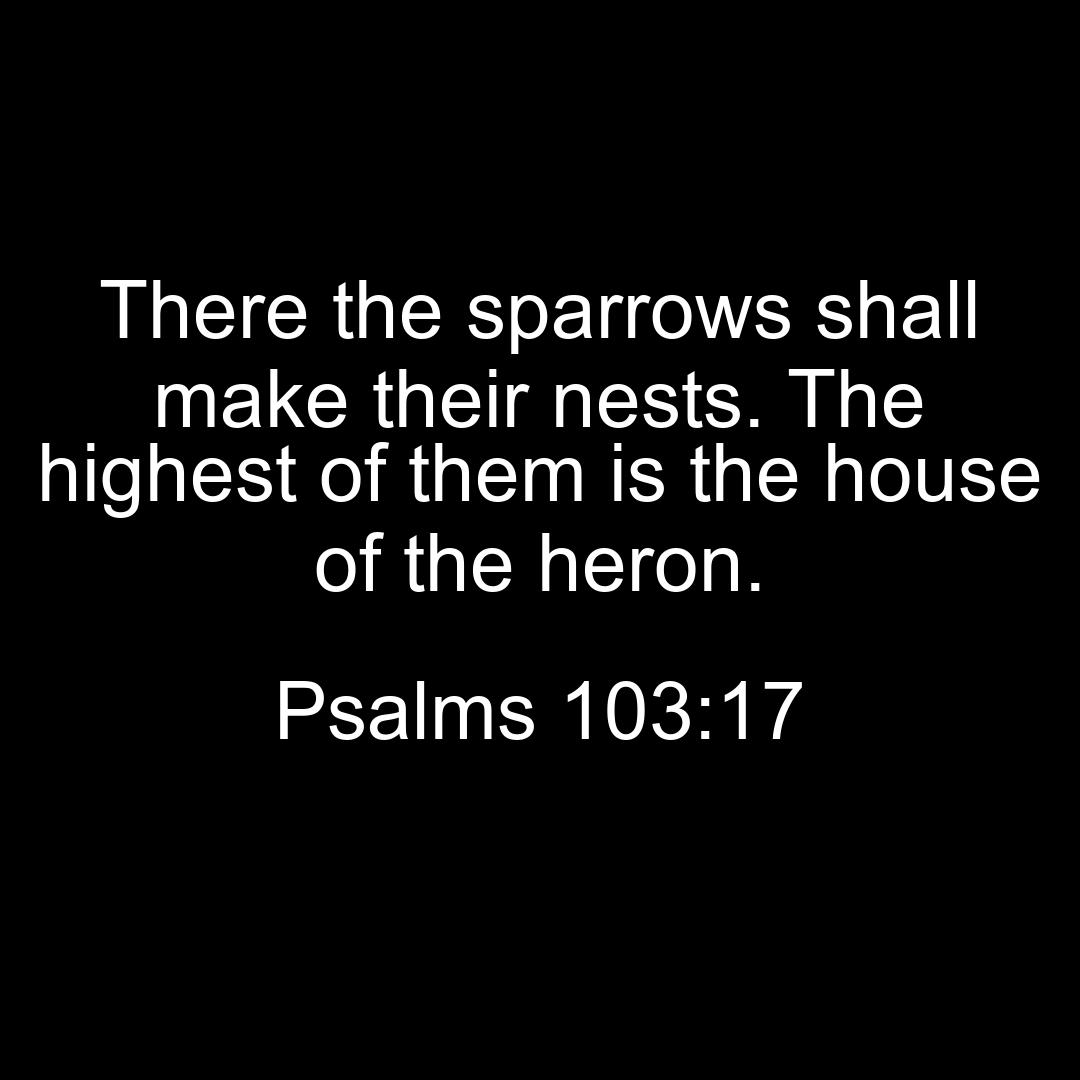 There the sparrows shall
make their nests. The
highest of them is the house
of the heron.
Psalms 103:17